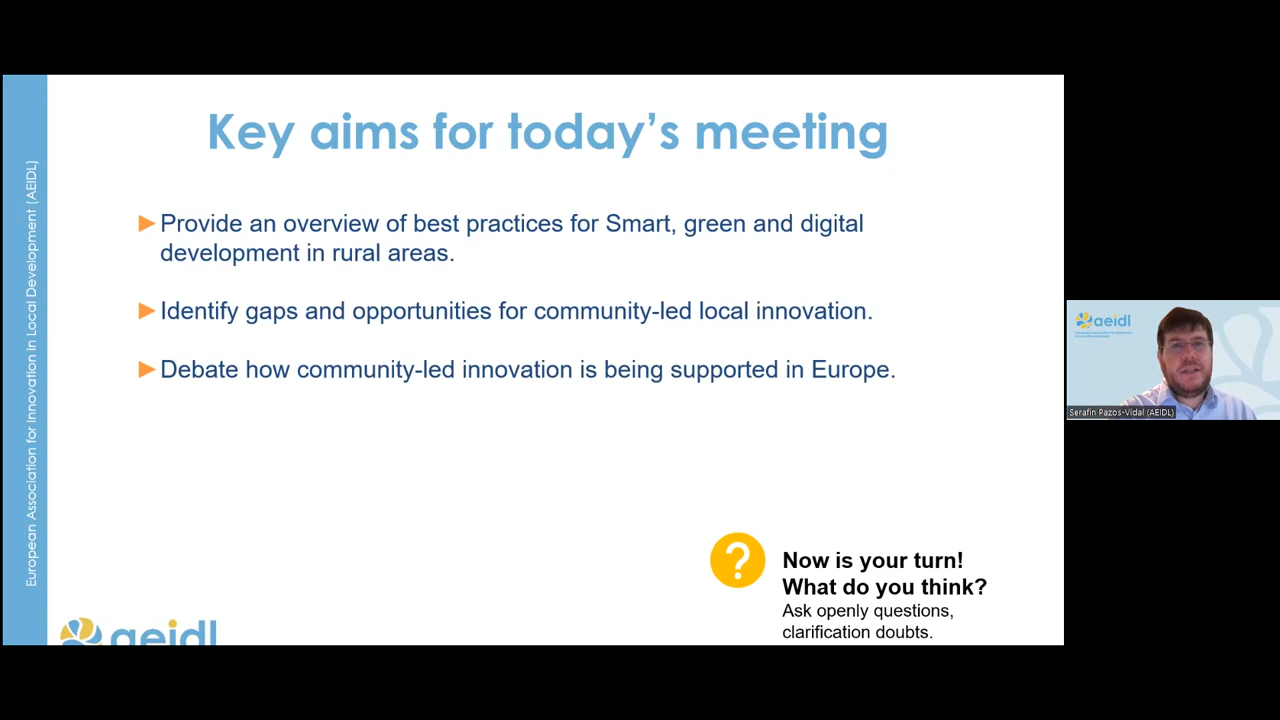 Key aims for today's meeting
Provide an overview of best practices for Smart, green and digital
development in rural areas.
Identify gaps and opportunities for community-led local innovation.
Debate how community-led innovation is being supported in Europe.
European Association for Innovation in Local Development (AEIDL)
?
Now is your turn!
What do you think?
Ask openly questions,
clarification doubts.
aeidl
aeidl
Serafin Pazos-Vidal (AEIDL)